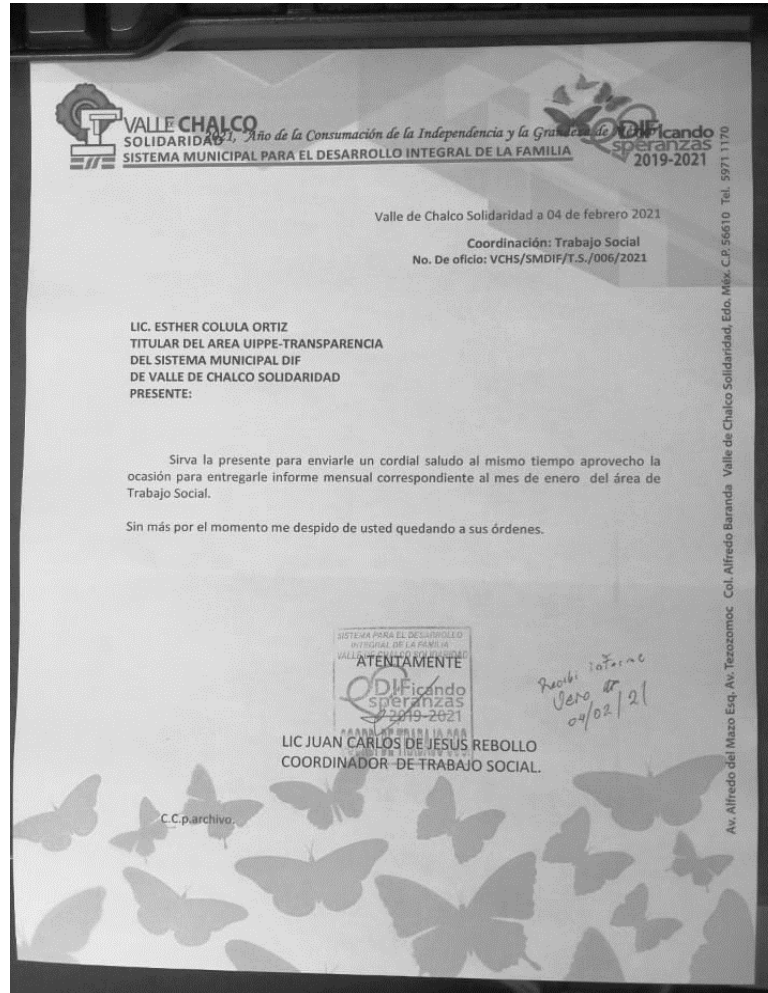 VALLE CHALCO
SOLIDARIDAD
2021, Año de la Consumación de la Independencia y la Grandeza de México
SISTEMA MUNICIPAL PARA EL DESARROLLO INTEGRAL DE LA FAMILIA
DIFicando
speranzas
2019-2021
Valle de Chalco Solidaridad a 04 de febrero 2021
Coordinación: Trabajo Social
No. De oficio: VCHS/SMDIF/T.S./006/2021
LIC. ESTHER COLULA ORTIZ
TITULAR DEL AREA UIPPE-TRANSPARENCIA
DEL SISTEMA MUNICIPAL DIF
DE VALLE DE CHALCO SOLIDARIDAD
PRESENTE:
Sirva la presente para enviarle un cordial saludo al mismo tiempo aprovecho la
ocasión para entregarle informe mensual correspondiente al mes de enero del área de
Trabajo Social.
Sin más por el momento me despido de usted quedando a sus órdenes.
SISTEMA PARA EL DESARROLLO
INTEGRAL DE LA FAMILIA
VALLE DE CHALCO SOLIDARIDAD
ATENTAMENTE
DIFicando
speranzas
2019-2021
LIC JUAN CARLOS DE JESUS REBOLLO
COORDINADOR DE TRABAJO SOCIAL.
Recibi informe
04/02/21
C.C.p.archivo.
Av. Alfredo del Mazo Esq. Av. Tezozomoc Col. Alfredo Baranda Valle de Chalco Solidaridad, Edo. Méx. C.P. 56610 Tel. 5971 1170